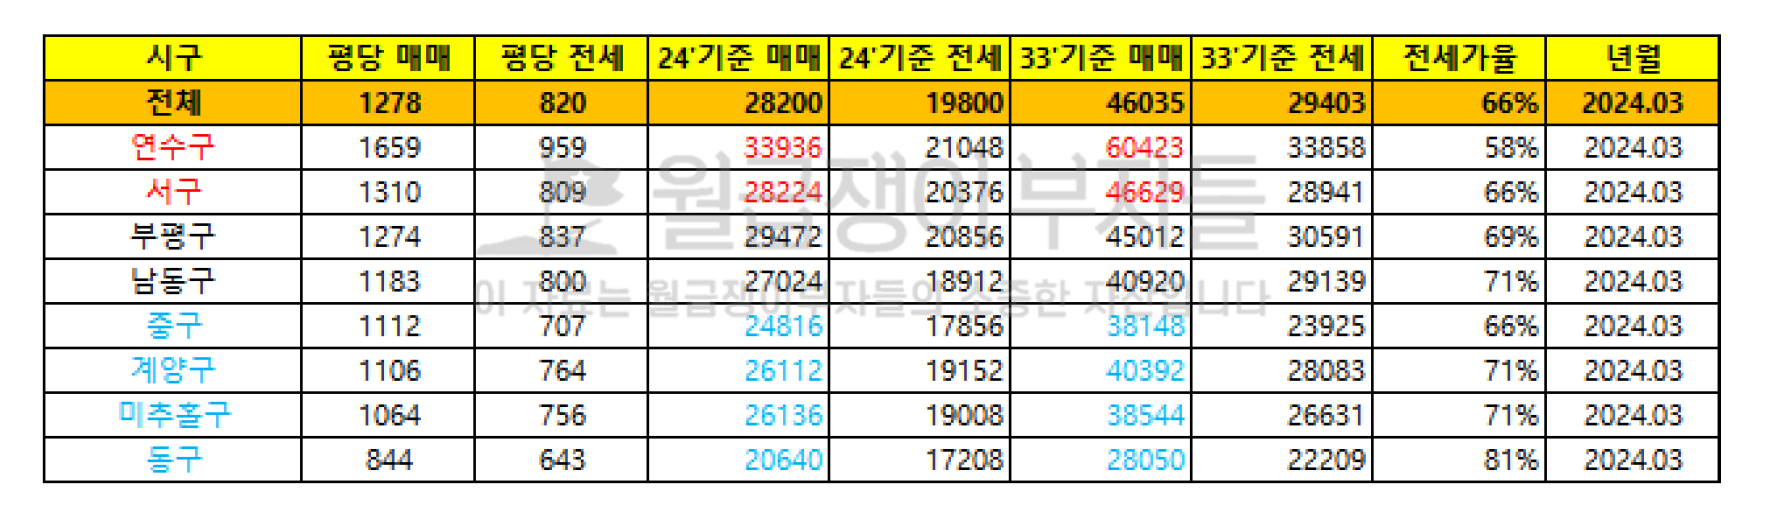 시구 평당 매매 평당 전세 24'기준 매매 24'기준 전세 33'기준 매매 33'기준 전세 전세가율 년월
전체 1278 820 28200 19800 46035 29403 66% 2024.03
연수구 1659 959 33936 21048 60423 33858 58% 2024.03
서구 1310 809 28224 20376 46629 28941 66% 2024.03
부평구 1274 837 29472 20856 45012 30591 69% 2024.03
남동구 1183 800 27024 18912 40920 29139 71% 2024.03
중구 1112 707 24816 17856 38148 23925 66% 2024.03
계양구 1106 764 26112 19152 40392 28083 71% 2024.03
미추홀구 1064 756 26136 19008 38544 26631 71% 2024.03
동구 844 643 20640 17208 28050 22209 81% 2024.03
월급쟁이부자들
이 자료는 월급쟁이부자들의 소중한 자산입니다